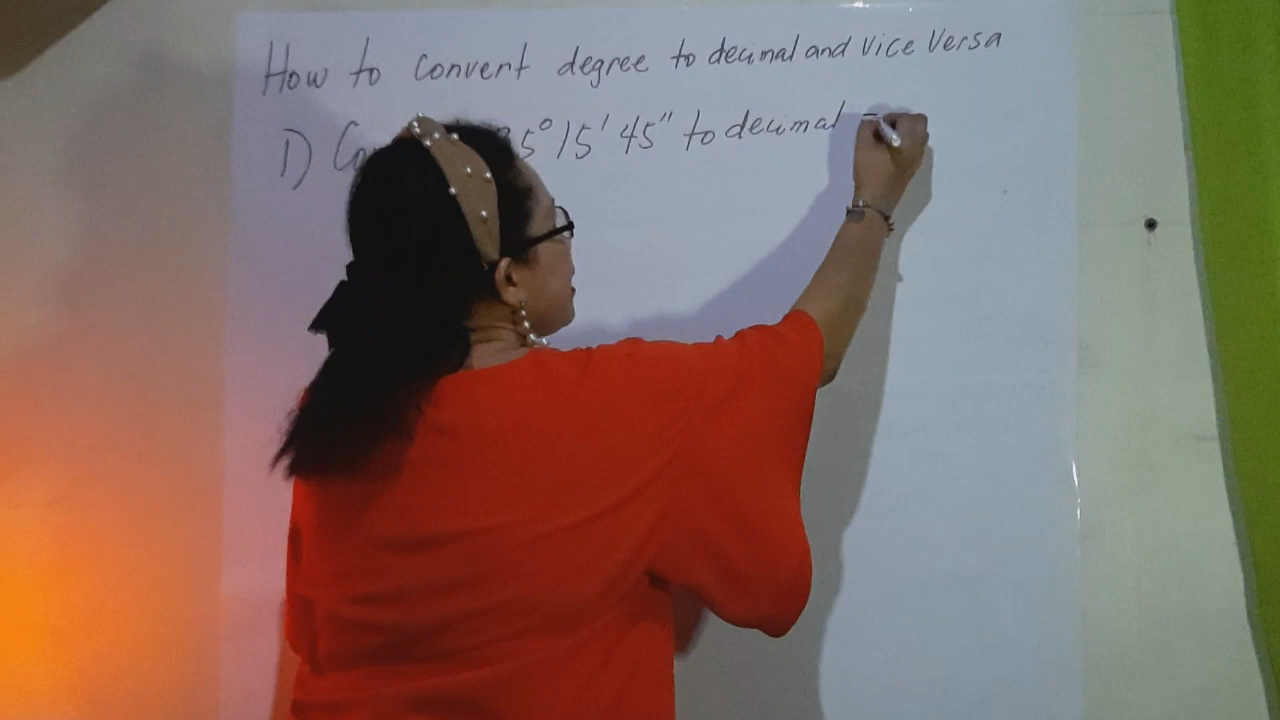 How to convert degree to decimal and vice versa
1) 5° 15' 45" to decimal =